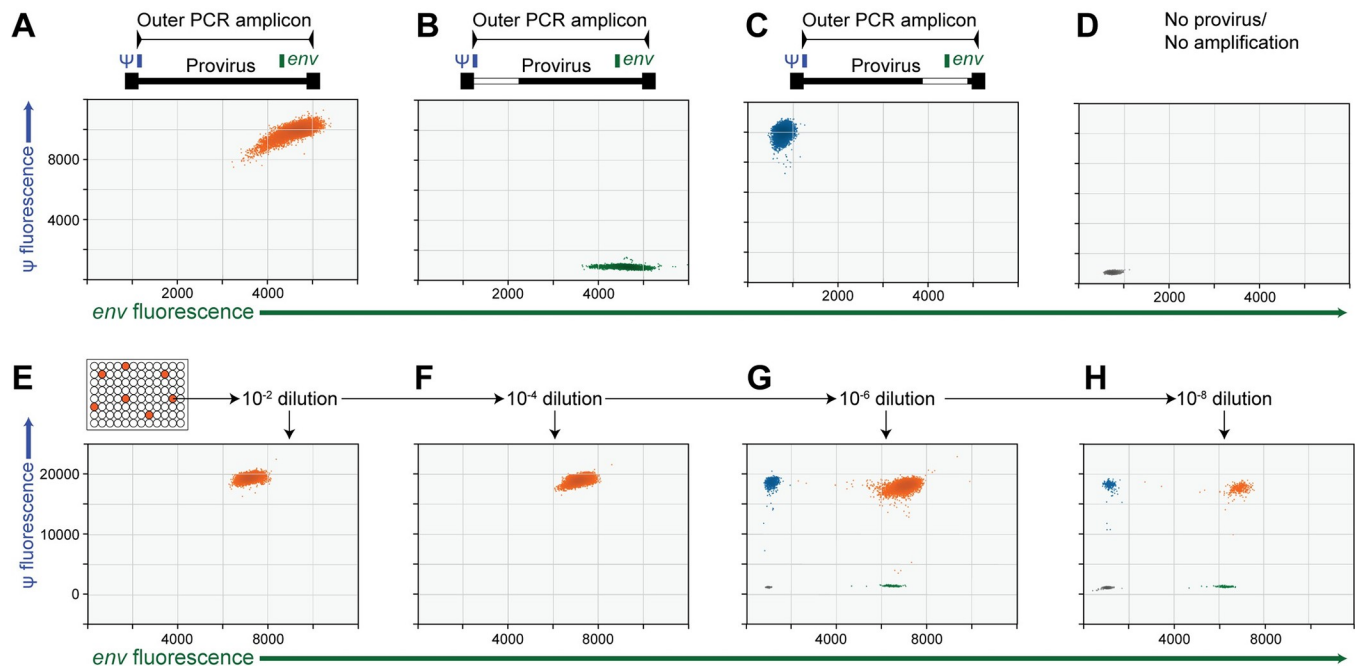 A
Outer PCR amplicon
Ψ
env
Provirus
B
Outer PCR amplicon
Ψ
env
Provirus
C
Outer PCR amplicon
Ψ
env
Provirus
D
No provirus/
No amplification
Ψ fluorescence
8000
4000
2000 4000
2000 4000
2000 4000
2000 4000
env fluorescence
E
10-2 dilution
F
10-4 dilution
G
10-6 dilution
H
10-8 dilution
Ψ fluorescence
20000
10000
0
4000 8000
4000 8000
4000 8000
4000 8000
env fluorescence